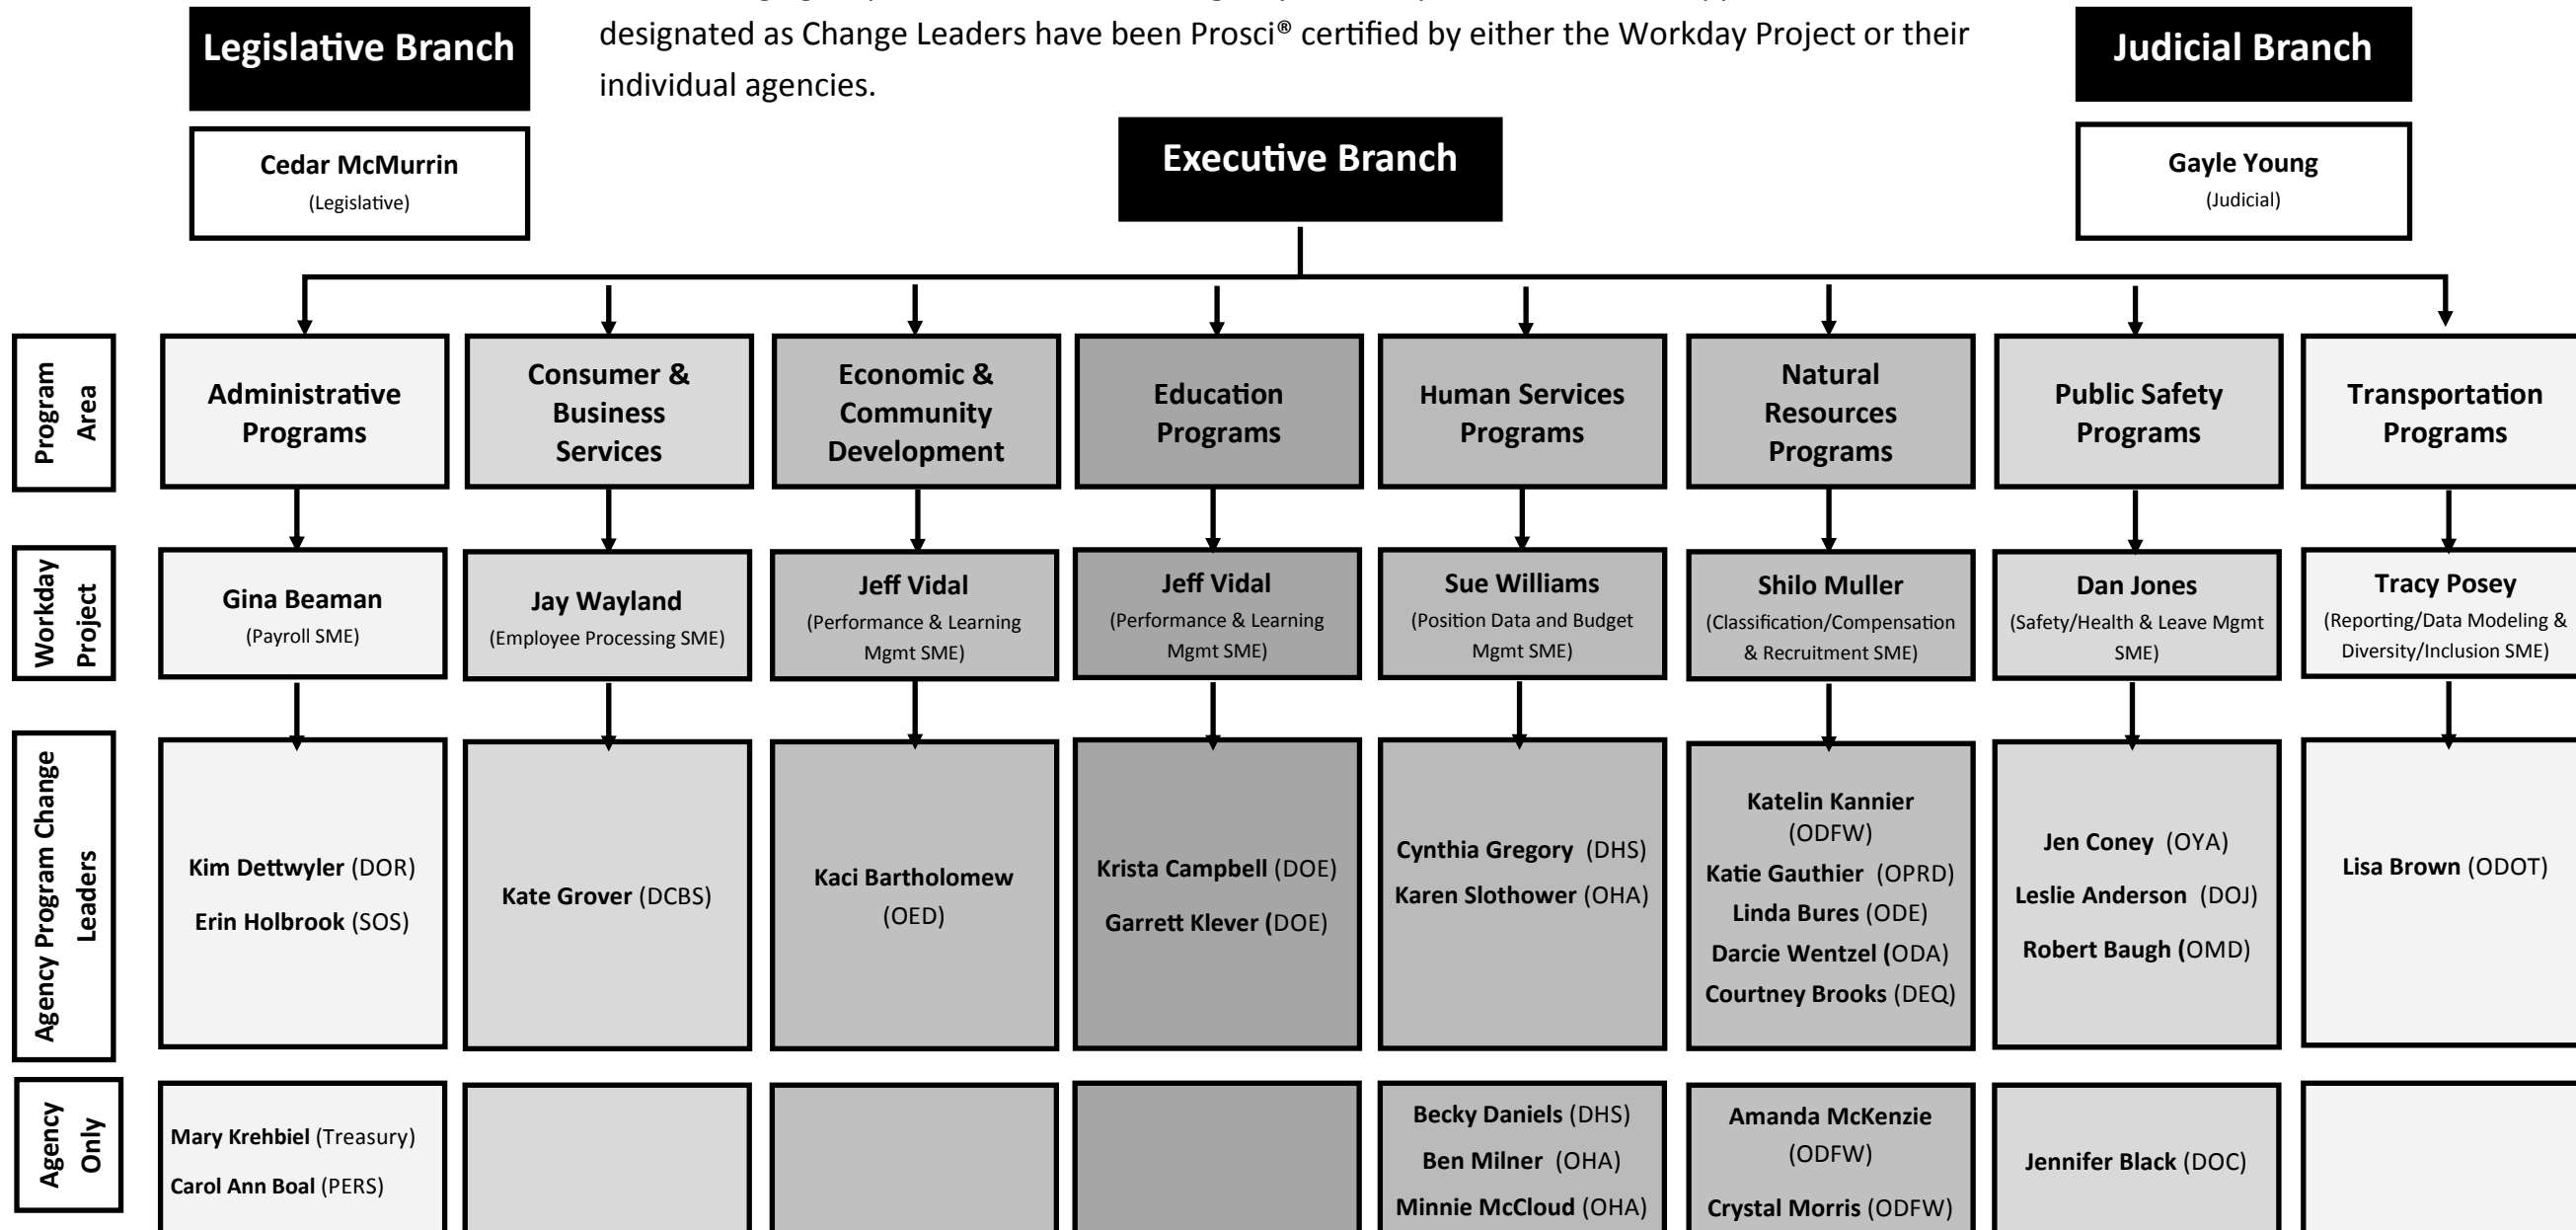 designated as Change Leaders have been Prosci® certified by either the Workday Project or their
individual agencies.
Legislative Branch
Cedar McMurrin
(Legislative)
Executive Branch
Judicial Branch
Gayle Young
(Judicial)
Program
Area
Administrative
Programs
Consumer &
Business
Services
Economic &
Community
Development
Education
Programs
Human Services
Programs
Natural
Resources
Programs
Public Safety
Programs
Transportation
Programs
Workday
Project
Gina Beaman
(Payroll SME)
Jay Wayland
(Employee Processing SME)
Jeff Vidal
(Performance & Learning
Mgmt SME)
Jeff Vidal
(Performance & Learning
Mgmt SME)
Sue Williams
(Position Data and Budget
Mgmt SME)
Shilo Muller
(Classification/Compensation
& Recruitment SME)
Dan Jones
(Safety/Health & Leave Mgmt
SME)
Tracy Posey
(Reporting/Data Modeling &
Diversity/Inclusion SME)
Agency Program Change
Leaders
Kim Dettwyler (DOR)
Erin Holbrook (SOS)
Kate Grover (DCBS)
Kaci Bartholomew
(OED)
Krista Campbell (DOE)
Garrett Klever (DOE)
Cynthia Gregory (DHS)
Karen Slothower (OHA)
Katelin Kannier
(ODFW)
Katie Gauthier (OPRD)
Linda Bures (ODE)
Darcie Wentzel (ODA)
Courtney Brooks (DEQ)
Jen Coney (OYA)
Leslie Anderson (DOJ)
Robert Baugh (OMD)
Lisa Brown (ODOT)
Agency
Only
Mary Krehbiel (Treasury)
Carol Ann Boal (PERS)
Becky Daniels (DHS)
Ben Milner (OHA)
Minnie McCloud (OHA)
Amanda McKenzie
(ODFW)
Crystal Morris (ODFW)
Jennifer Black (DOC)